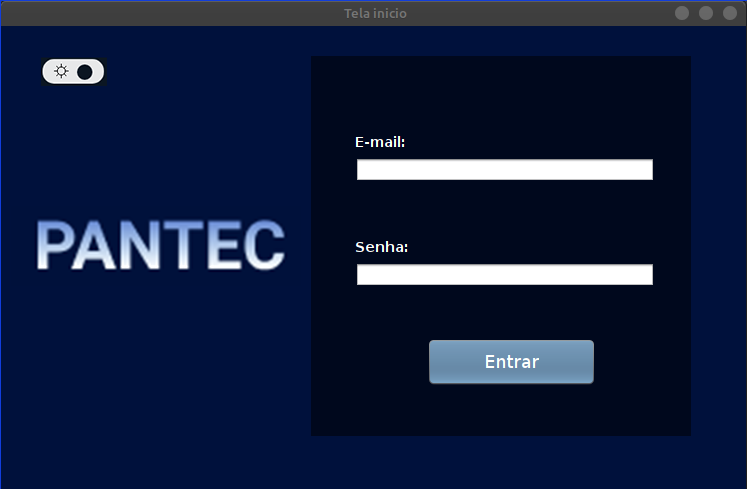 Tela inicio
E-mail:
PANTEC
Senha:
Entrar